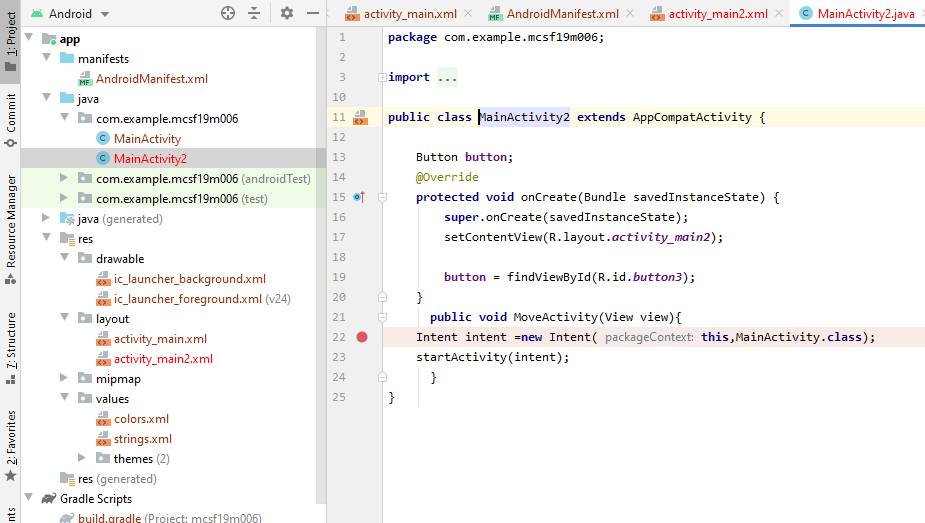 Android
activity_main.xml
AndroidManifest.xml
activity_main2.xml
MainActivity2.java
1: Project
Commit
Resource Manager
7: Structure
2: Favorites
nts
app
manifests
MF AndroidManifest.xml
java
com.example.mcsf19m006
C MainActivity
C MainActivity2
com.example.mcsf19m006 (androidTest)
com.example.mcsf19m006 (test)
java (generated)
res
drawable
ic_launcher_background.xml
ic_launcher_foreground.xml (v24)
layout
activity_main.xml
activity_main2.xml
mipmap
values
colors.xml
strings.xml
themes (2)
res (generated)
Gradle Scripts
build.gradle (Project: mcsf19m006)
1 package com.example.mcsf19m006;
2
3 import ...
10
11 public class MainActivity2 extends AppCompatActivity {
12
13 Button button;
14 @Override
15 protected void onCreate(Bundle savedInstanceState) {
16 super.onCreate(savedInstanceState);
17 setContentView(R.layout.activity_main2);
18
19 button = findViewById(R.id.button3);
20 }
21 public void MoveActivity(View view){
22 Intent intent =new Intent( packageContext: this,MainActivity.class);
23 startActivity(intent);
24 }
25 }